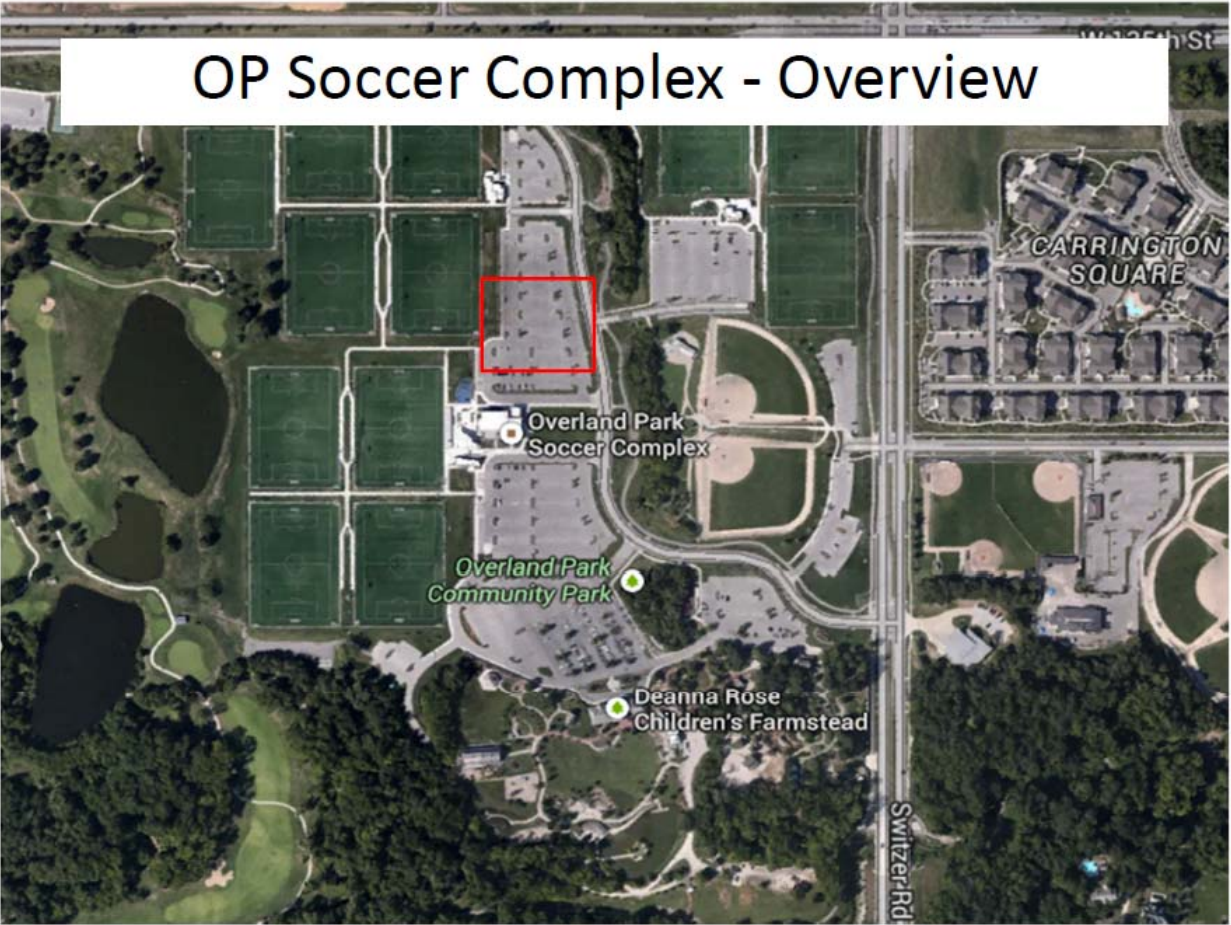 W 135th St
OP Soccer Complex - Overview
CARRINGTON
SQUARE
Overland Park
Soccer Complex
Overland Park
Community Park
Deanna Rose
Children's Farmstead
Switzer Rd